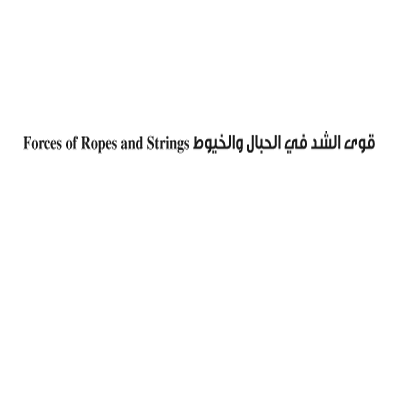 قوى الشد في الحبال والخيوط Forces of Ropes and Strings